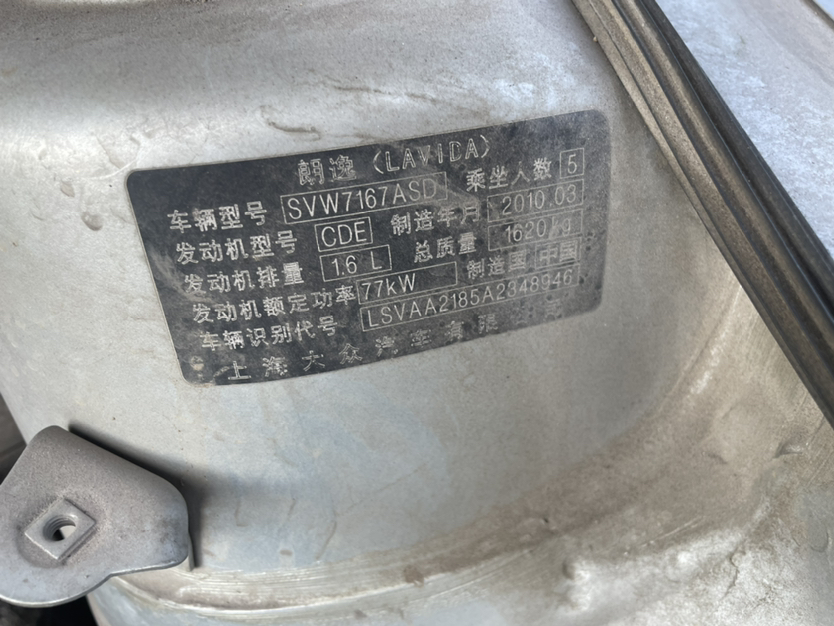 朗逸 (LAVIDA)
车辆型号 SVW7167ASD 乘坐人数 5
发动机型号 CDE 制造年月 2010.03
发动机排量 1.6 L 总质量 1620 kg
发动机额定功率 77kW 制造国 中国
车辆识别代号 LSVAA2185A2348946
上海大众汽车有限公司